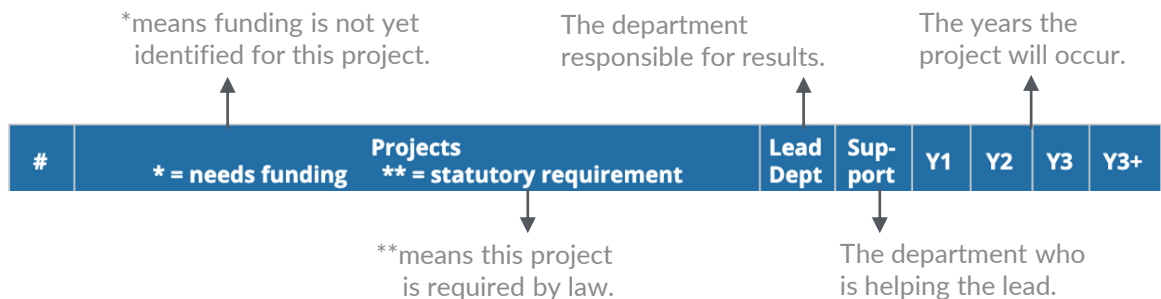 *means funding is not yet
identified for this project.
The department
responsible for results.
The years the
project will occur.
#
Projects
* = needs funding ** = statutory requirement
Lead
Dept
Sup-
port
Y1
Y2
Y3
Y3+
**means this project
is required by law.
The department who
is helping the lead.